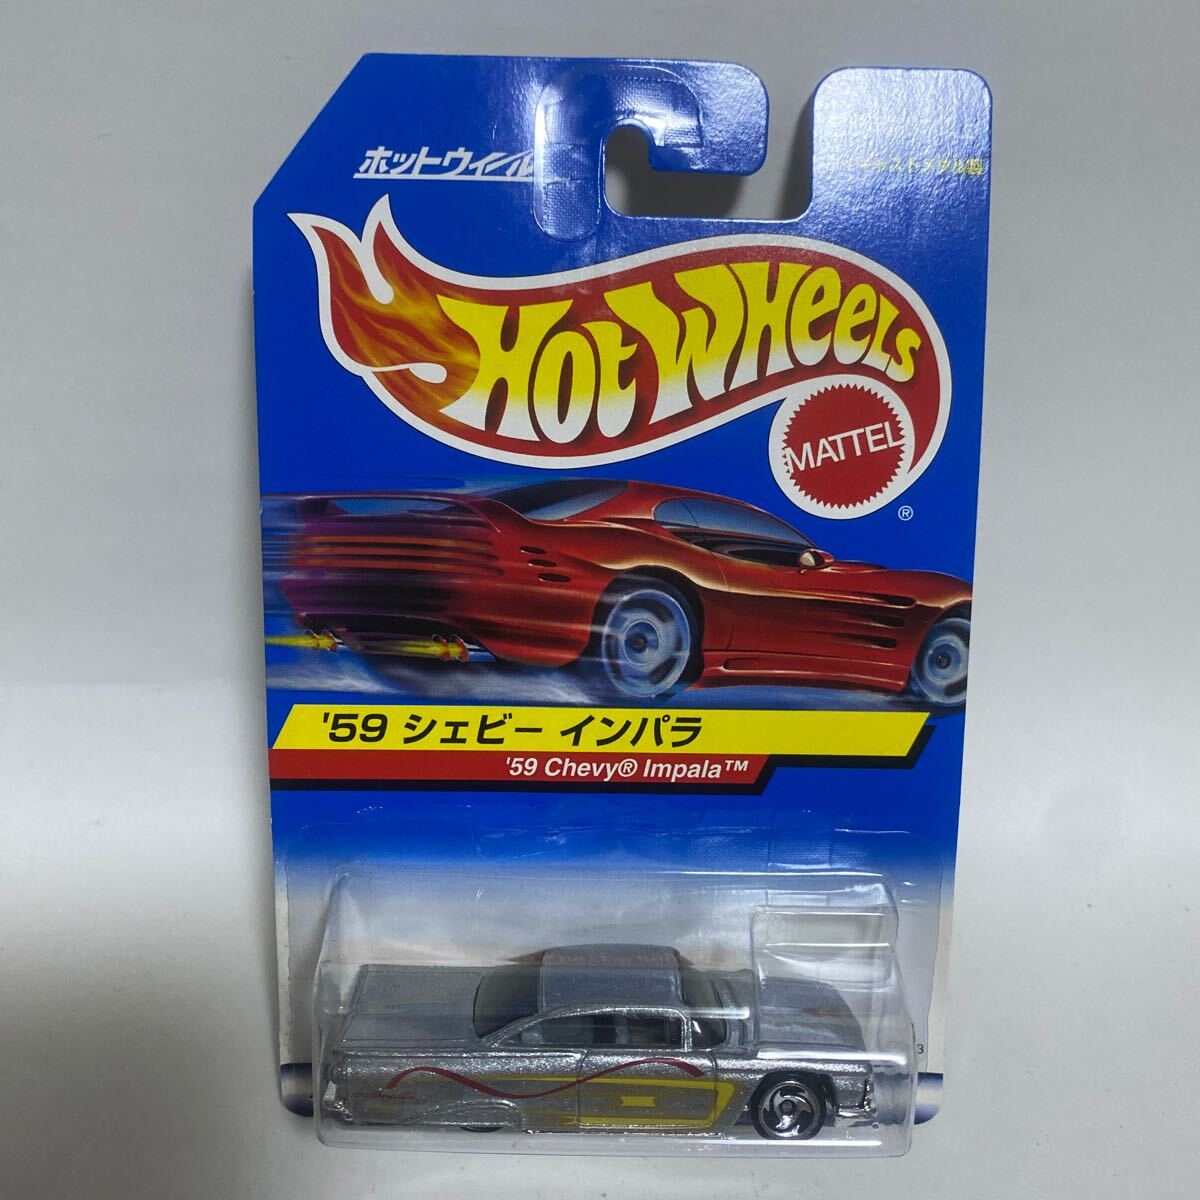 ホットウィール
HOT WHEELS
MATTEL
®
'59 シェビー インパラ
'59 Chevy® Impala™
3